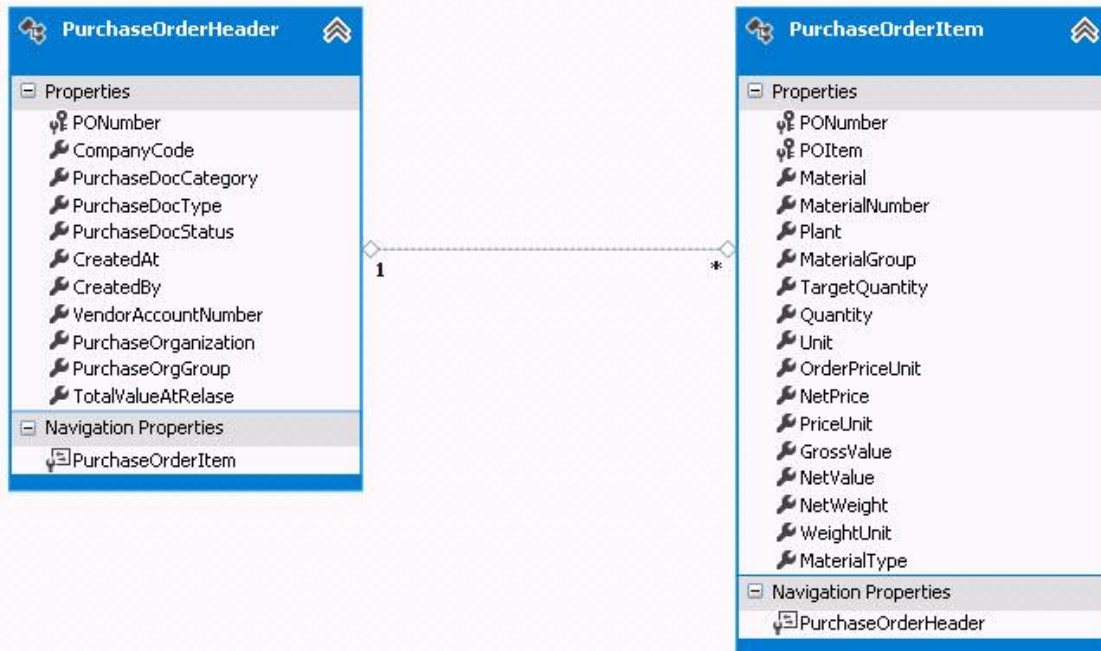 PurchaseOrderHeader
Properties
PONumber
CompanyCode
PurchaseDocCategory
PurchaseDocType
PurchaseDocStatus
CreatedAt
CreatedBy
VendorAccountNumber
PurchaseOrganization
PurchaseOrgGroup
TotalValueAtRelase
Navigation Properties
PurchaseOrderItem
1
*
PurchaseOrderItem
Properties
PONumber
POItem
Material
MaterialNumber
Plant
MaterialGroup
TargetQuantity
Quantity
Unit
OrderPriceUnit
NetPrice
PriceUnit
GrossValue
NetValue
NetWeight
WeightUnit
MaterialType
Navigation Properties
PurchaseOrderHeader